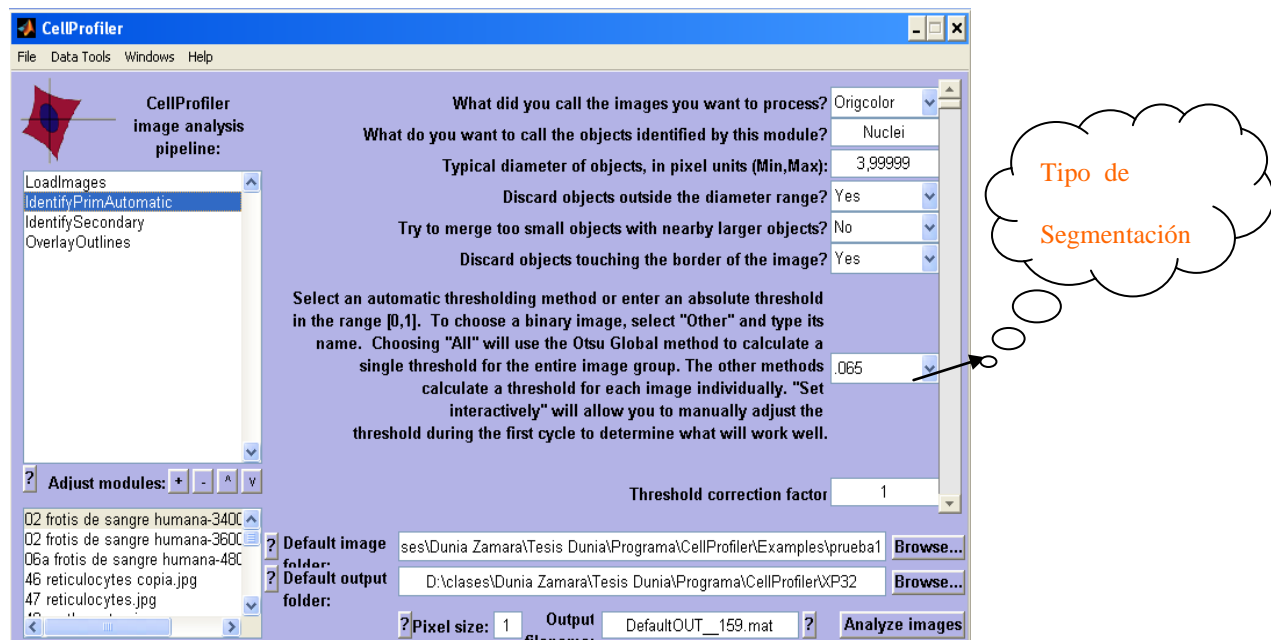 CellProfiler
File Data Tools Windows Help
CellProfiler
image analysis
pipeline:
LoadImages
IdentifyPrimAutomatic
IdentifySecondary
OverlayOutlines
? Adjust modules: + - ^ v
02 frotis de sangre humana-3400
02 frotis de sangre humana-3600
06a frotis de sangre humana-480
46 reticulocytes copia.jpg
47 reticulocytes.jpg
What did you call the images you want to process? Origcolor
What do you want to call the objects identified by this module? Nuclei
Typical diameter of objects, in pixel units (Min,Max): 3,99999
Discard objects outside the diameter range? Yes
Try to merge too small objects with nearby larger objects? No
Discard objects touching the border of the image? Yes
Select an automatic thresholding method or enter an absolute threshold
in the range [0,1]. To choose a binary image, select "Other" and type its
name. Choosing "All" will use the Otsu Global method to calculate a
single threshold for the entire image group. The other methods
calculate a threshold for each image individually. "Set
interactively" will allow you to manually adjust the
threshold during the first cycle to determine what will work well.
.065
Threshold correction factor 1
? Default image
folder:
ses\Dunia Zamara\Tesis Dunia\Programa\CellProfiler\Examples\prueba1 Browse...
? Default output
folder:
D:\clases\Dunia Zamara\Tesis Dunia\Programa\CellProfiler\XP32 Browse...
? Pixel size: 1 Output
filename:
DefaultOUT__159.mat ? Analyze images
Tipo de
Segmentación